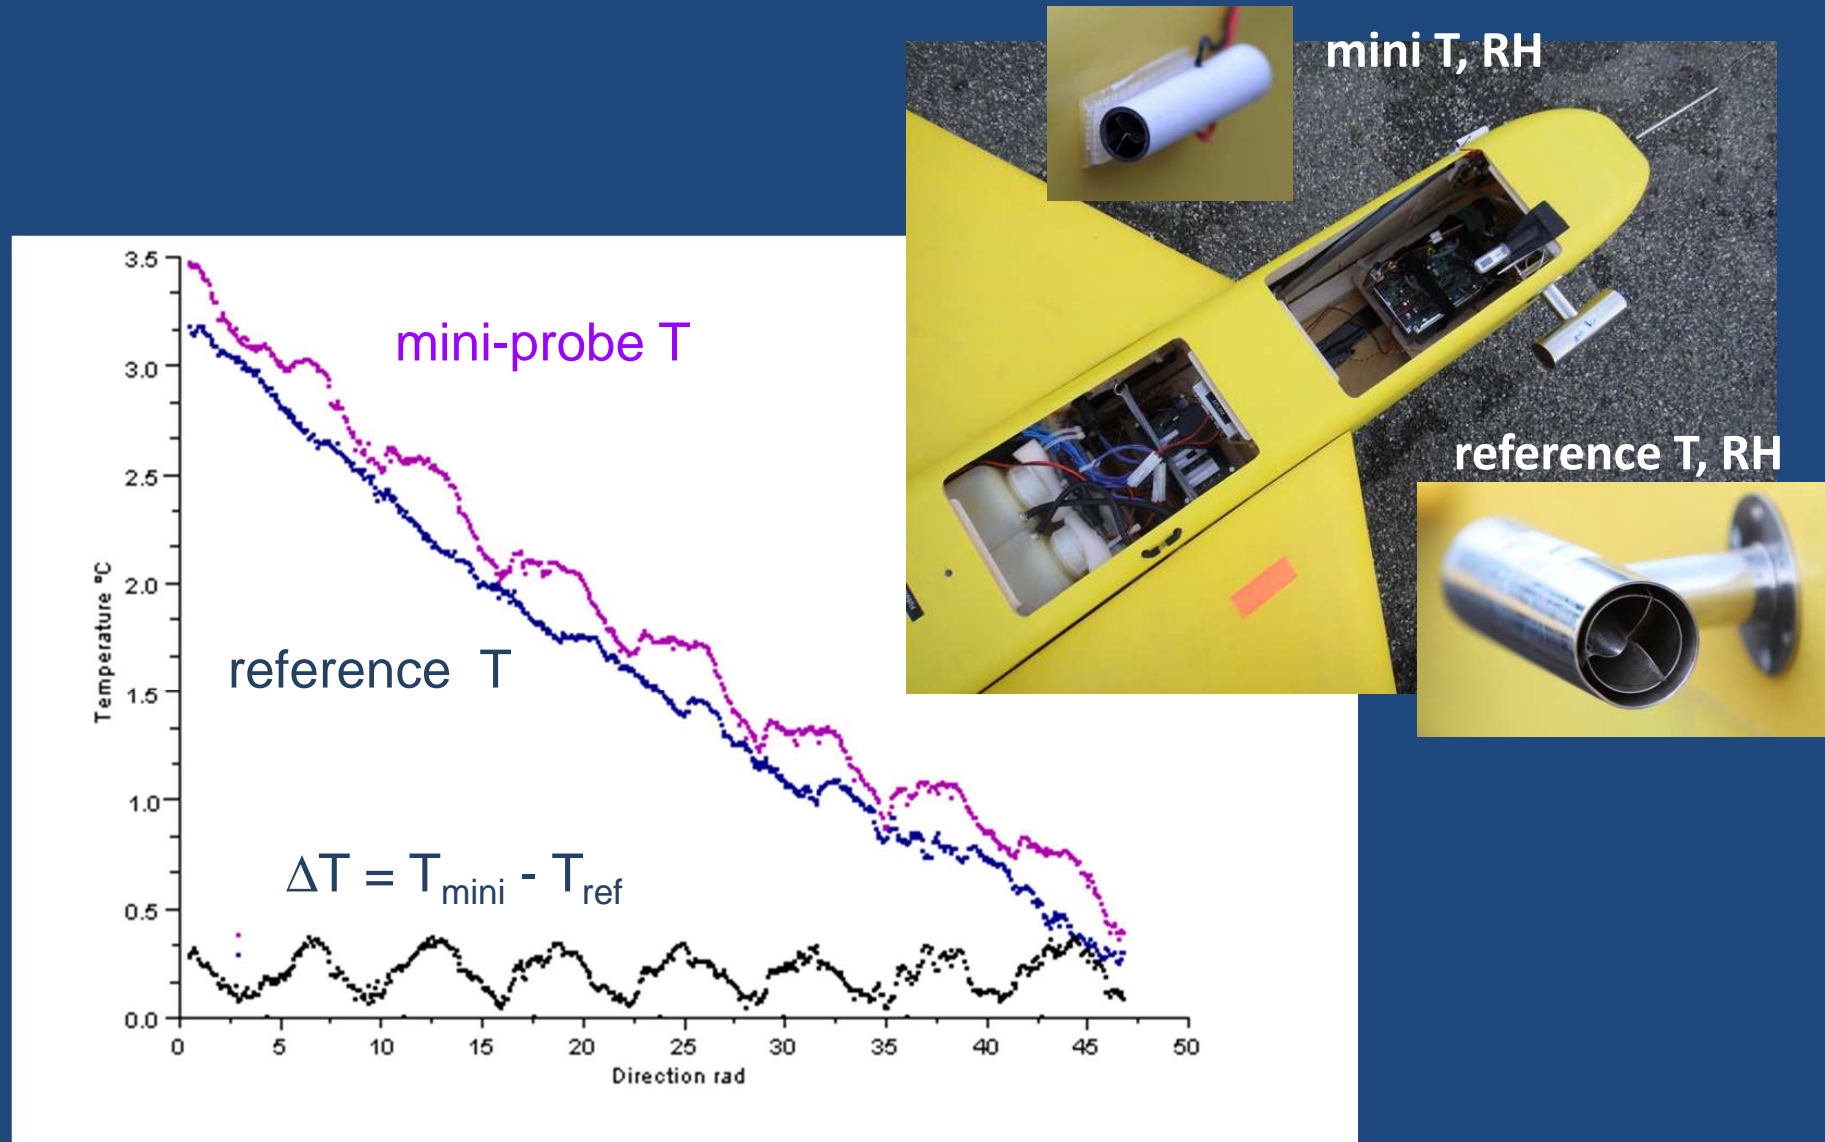 mini T, RH
reference T, RH
mini-probe T
reference T
ΔT = Tmini - Tref
Temperature ºC
3.5
3.0
2.5
2.0
1.5
1.0
0.5
0.0
0 5 10 15 20 25 30 35 40 45 50
Direction rad